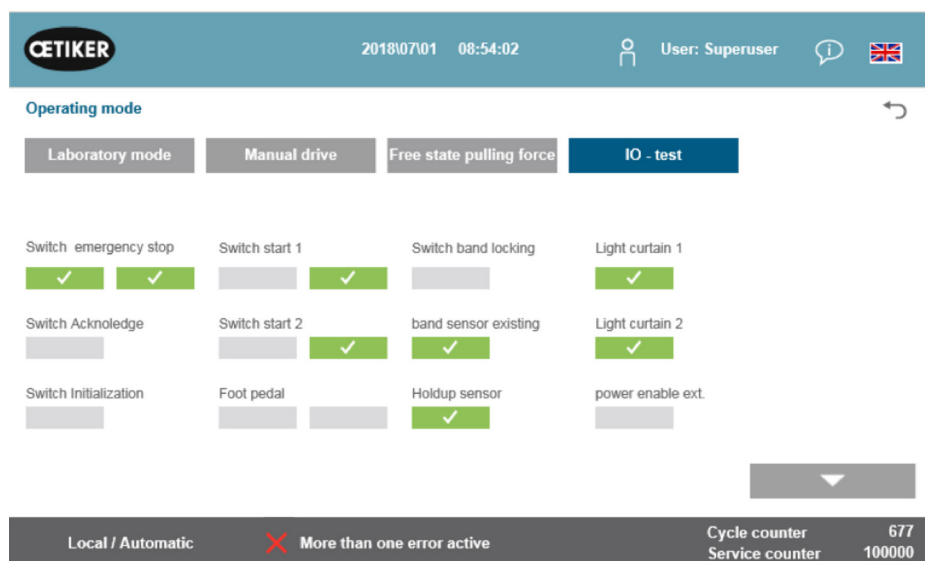 ŒTIKER 2018\07\01 08:54:02 User: Superuser
Operating mode
Laboratory mode Manual drive Free state pulling force IO - test
Switch emergency stop Switch start 1 Switch band locking Light curtain 1
Switch Acknoledge Switch start 2 band sensor existing Light curtain 2
Switch Initialization Foot pedal Holdup sensor power enable ext.
Local / Automatic More than one error active Cycle counter 677
Service counter 100000